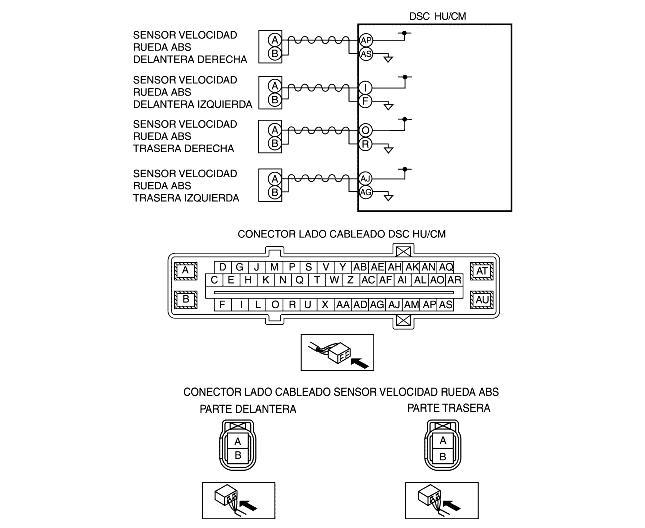 DSC HU/CM
SENSOR VELOCIDAD
RUEDA ABS
DELANTERA DERECHA
A
B
AP
AS
SENSOR VELOCIDAD
RUEDA ABS
DELANTERA IZQUIERDA
A
B
I
F
SENSOR VELOCIDAD
RUEDA ABS
TRASERA DERECHA
A
B
O
R
SENSOR VELOCIDAD
RUEDA ABS
TRASERA IZQUIERDA
A
B
AJ
AG
CONECTOR LADO CABLEADO DSC HU/CM
A
B
D G J M P S V Y AB AE AH AK AN AQ
C E H K N Q T W Z AC AF AI AL AO AR
F I L O R U X AA AD AG AJ AM AP AS
AT
AU
CONECTOR LADO CABLEADO SENSOR VELOCIDAD RUEDA ABS
PARTE DELANTERA
PARTE TRASERA
A
B
A
B